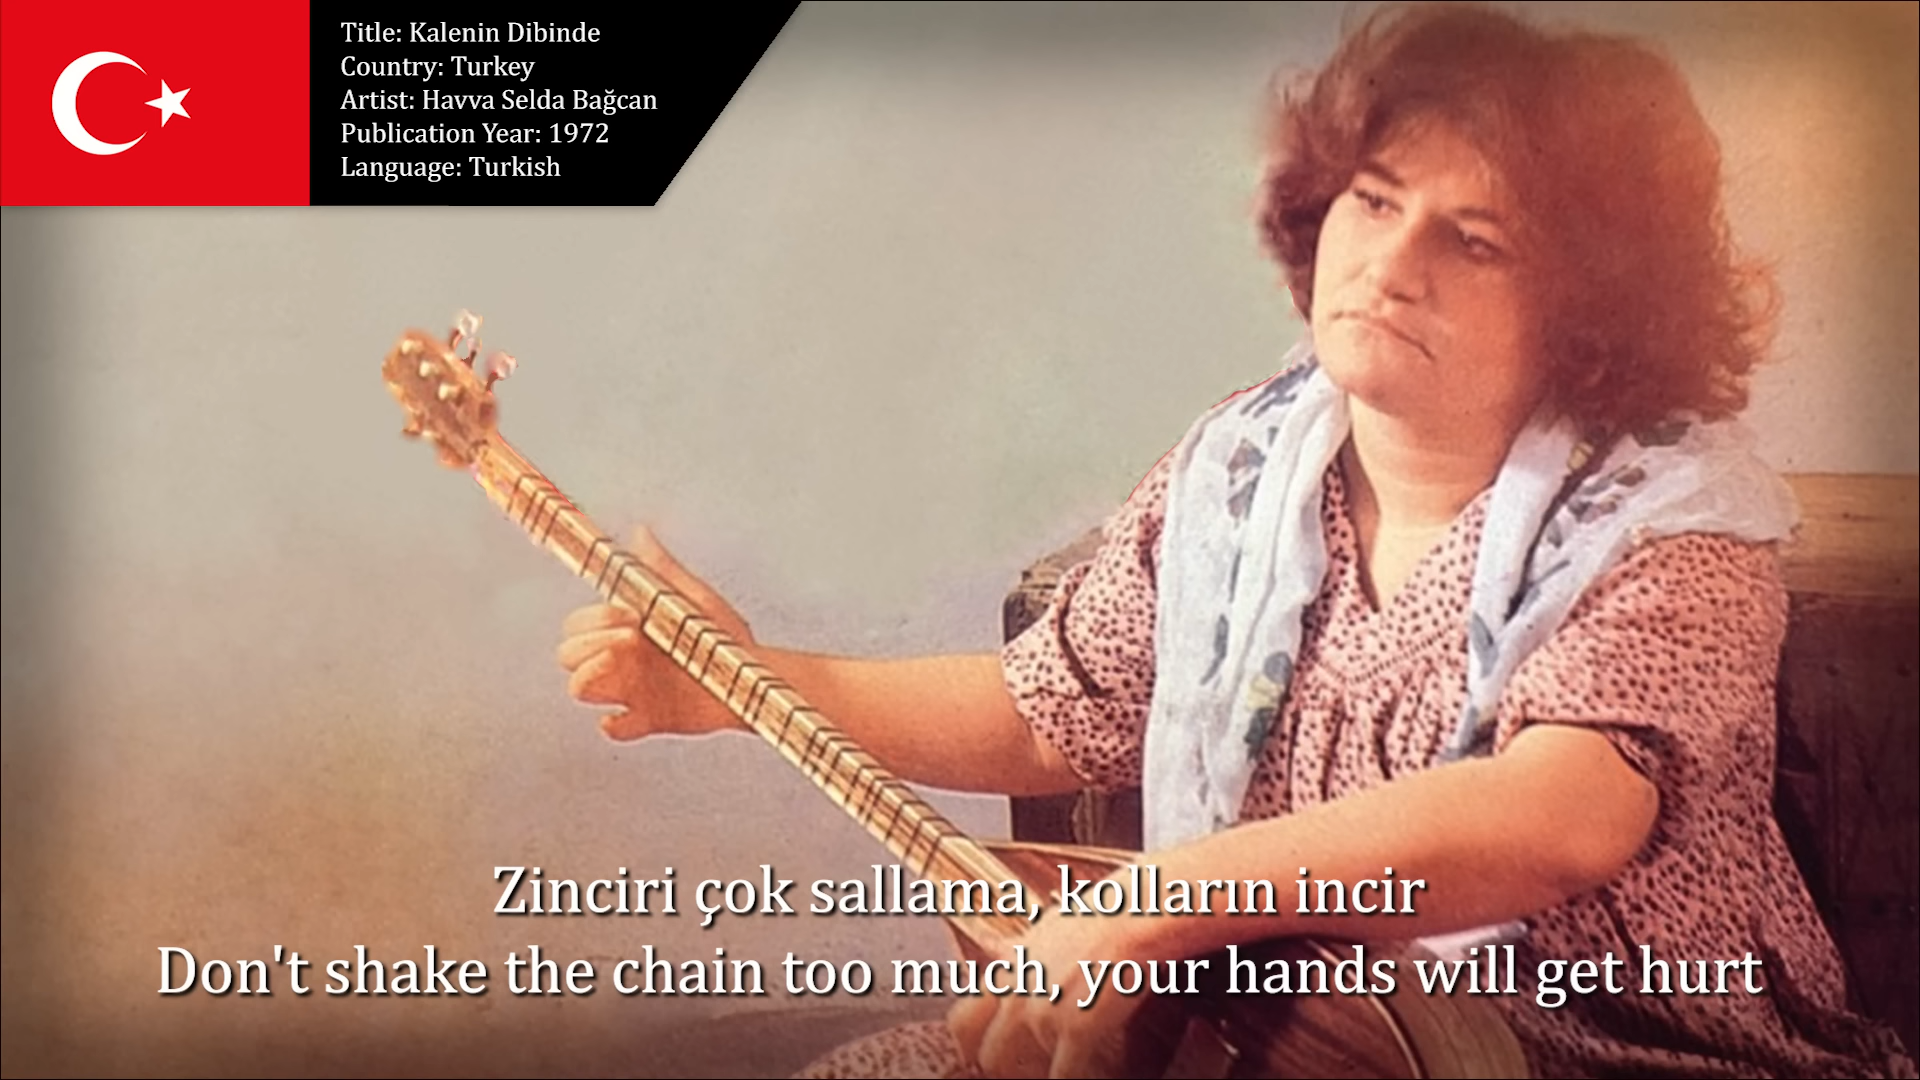 Title: Kalenin Dibinde
Country: Turkey
Artist: Havva Selda Bağcan
Publication Year: 1972
Language: Turkish
Zinciri çok sallama, kolların incir
Don't shake the chain too much, your hands will get hurt